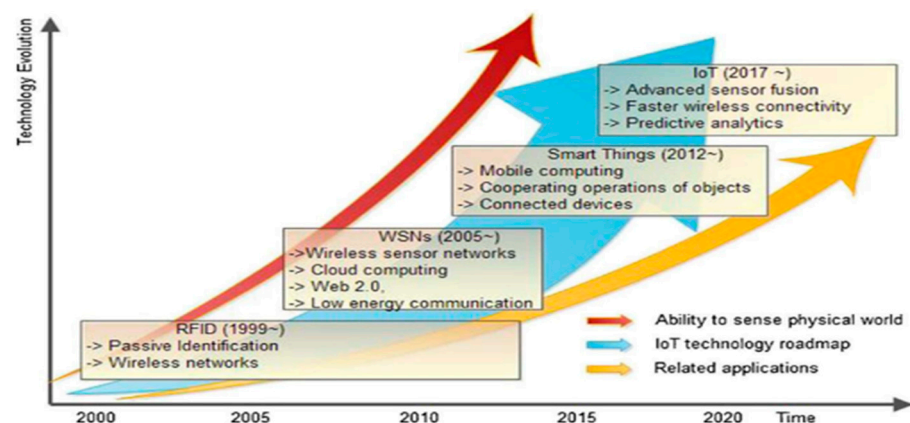 Technology Evolution
IoT (2017 ~)
-> Advanced sensor fusion
-> Faster wireless connectivity
-> Predictive analytics
Smart Things (2012~)
-> Mobile computing
-> Cooperating operations of objects
-> Connected devices
WSNs (2005~)
->Wireless sensor networks
-> Cloud computing
-> Web 2.0,
-> Low energy communication
RFID (1999~)
-> Passive Identification
-> Wireless networks
Ability to sense physical world
IoT technology roadmap
Related applications
2000 2005 2010 2015 2020 Time